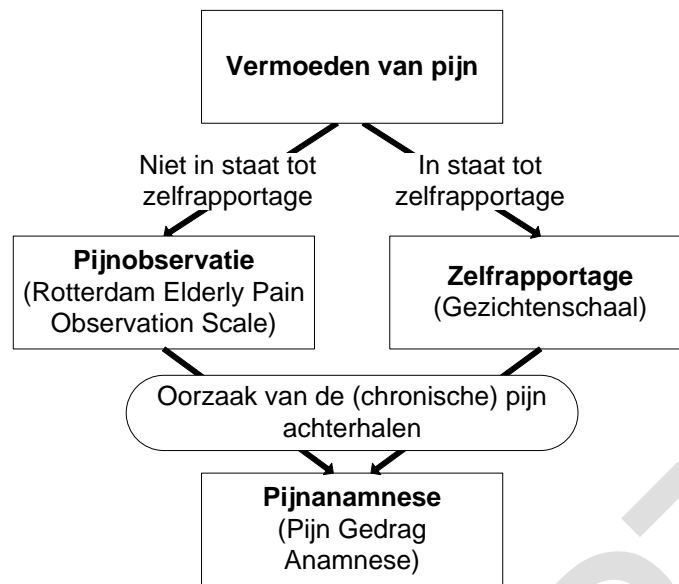 Vermoeden van pijn
Niet in staat tot
zelfrapportage
In staat tot
zelfrapportage
Pijnobservatie
(Rotterdam Elderly Pain
Observation Scale)
Zelfrapportage
(Gezichtenschaal)
Oorzaak van de (chronische) pijn
achterhalen
Pijnanamnese
(Pijn Gedrag
Anamnese)